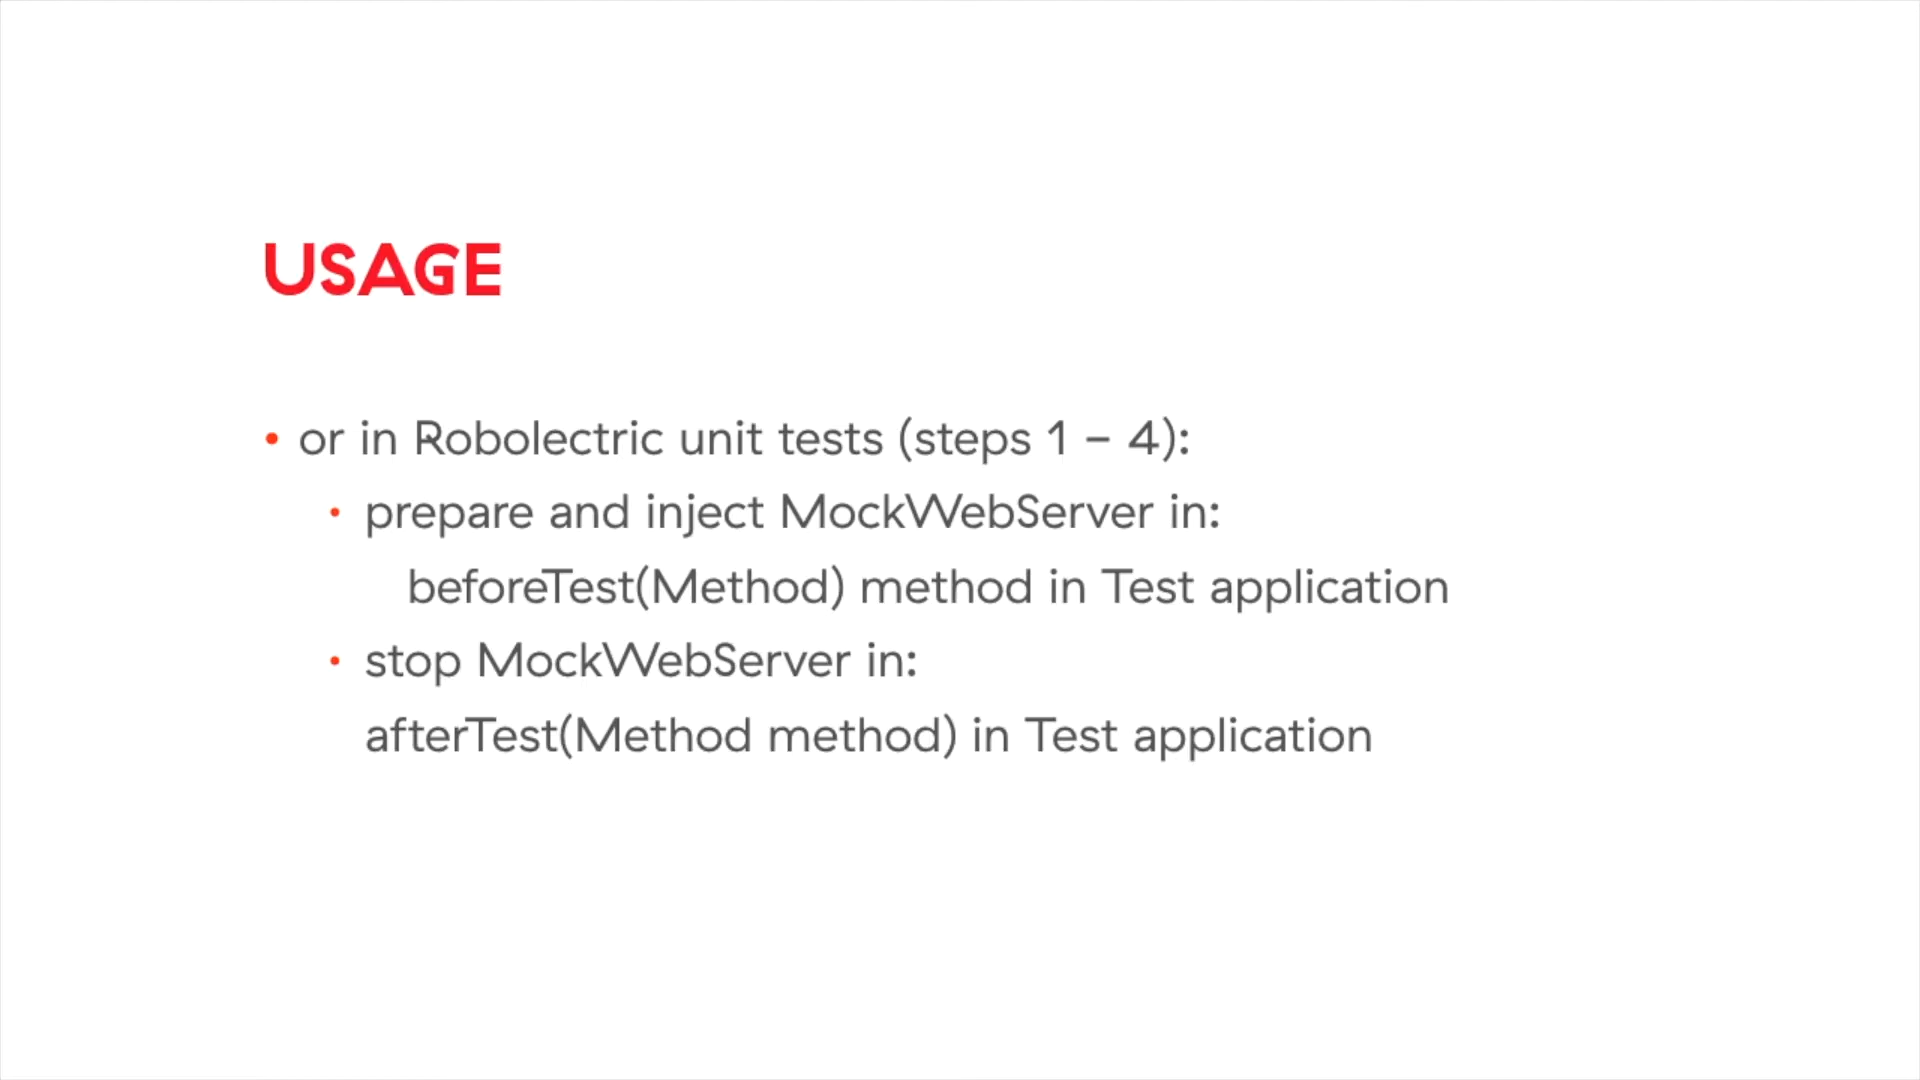 USAGE
• or in Robolectric unit tests (steps 1 – 4):
• prepare and inject MockWebServer in:
beforeTest(Method) method in Test application
• stop MockWebServer in:
afterTest(Method method) in Test application